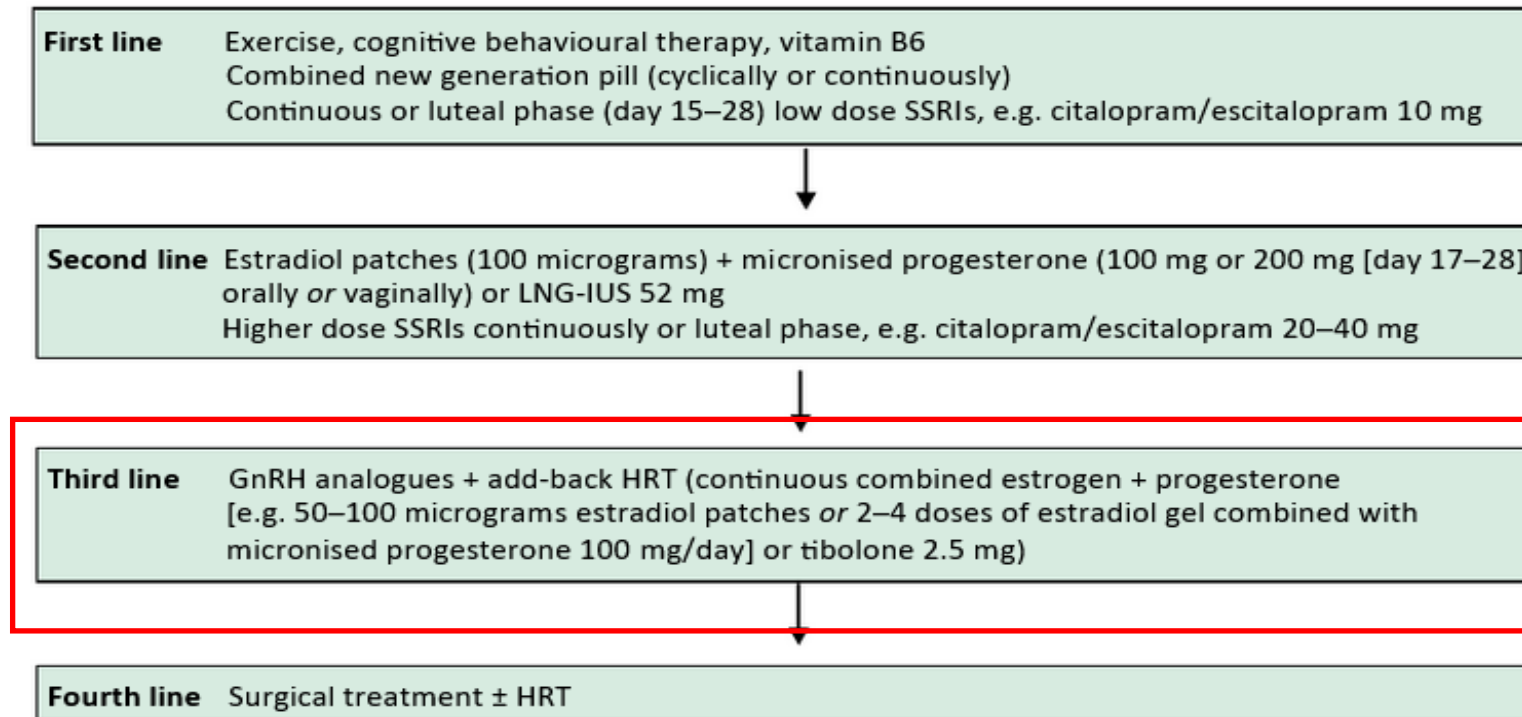 First line Exercise, cognitive behavioural therapy, vitamin B6
Combined new generation pill (cyclically or continuously)
Continuous or luteal phase (day 15–28) low dose SSRIs, e.g. citalopram/escitalopram 10 mg
Second line Estradiol patches (100 micrograms) + micronised progesterone (100 mg or 200 mg [day 17–28]
orally or vaginally) or LNG-IUS 52 mg
Higher dose SSRIs continuously or luteal phase, e.g. citalopram/escitalopram 20–40 mg
Third line GnRH analogues + add-back HRT (continuous combined estrogen + progesterone
[e.g. 50–100 micrograms estradiol patches or 2–4 doses of estradiol gel combined with
micronised progesterone 100 mg/day] or tibolone 2.5 mg)
Fourth line Surgical treatment ± HRT